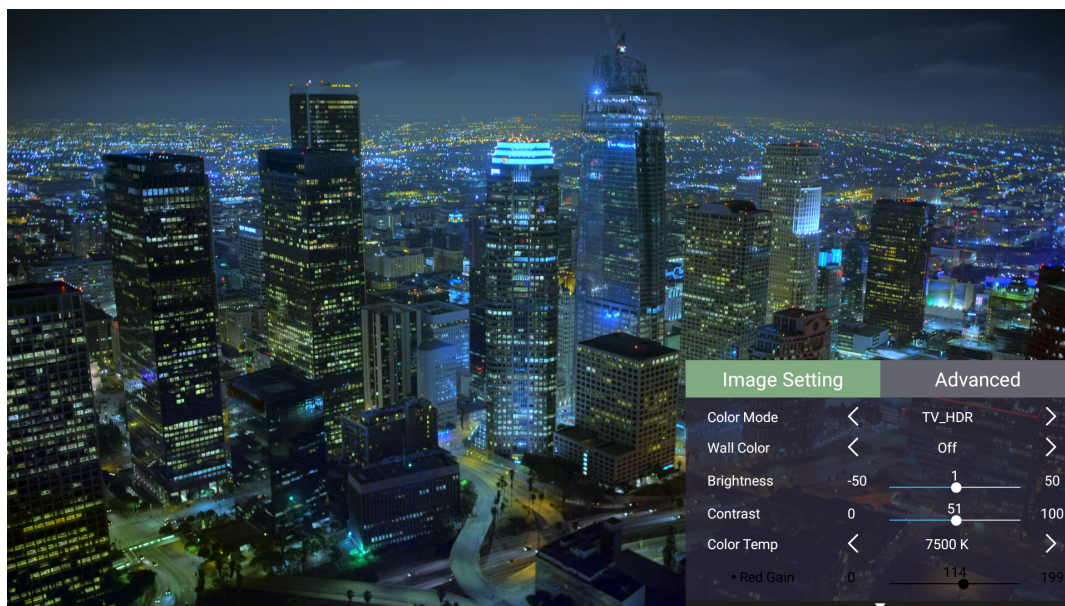 Image Setting Advanced
Color Mode TV_HDR
Wall Color Off
Brightness -50 1 50
Contrast 0 51 100
Color Temp 7500 K
• Red Gain 0 114 199